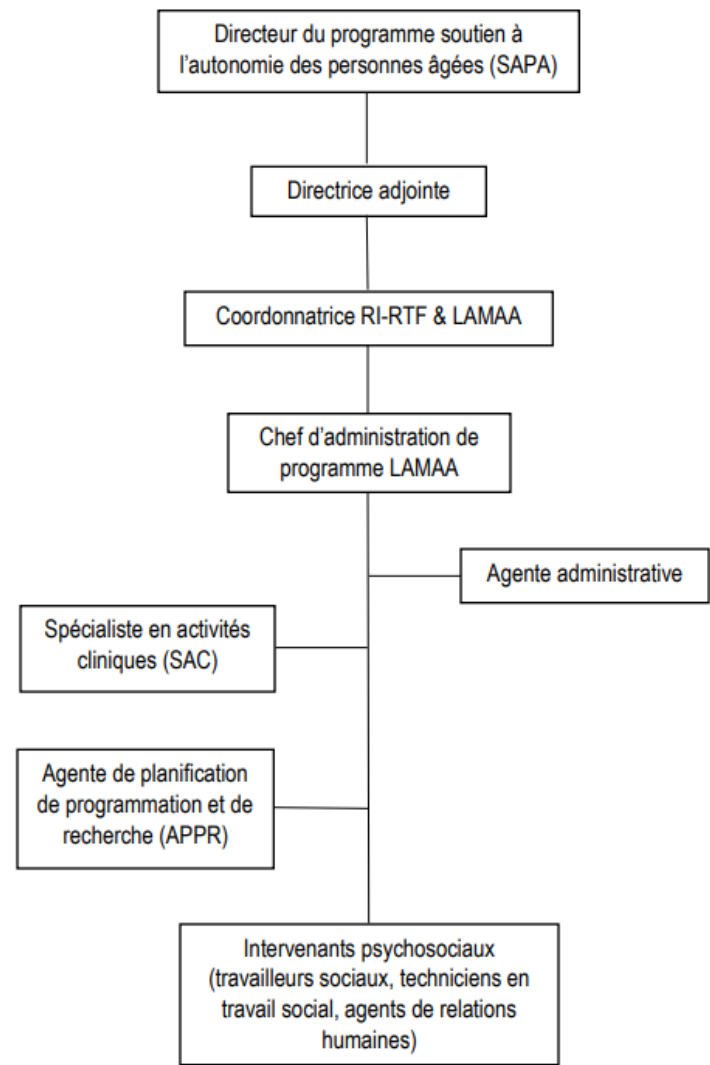 Directeur du programme soutien à
l’autonomie des personnes âgées (SAPA)
Directrice adjointe
Coordonnatrice RI-RTF & LAMAA
Chef d’administration de
programme LAMAA
Agente administrative
Spécialiste en activités
cliniques (SAC)
Agente de planification
de programmation et de
recherche (APPR)
Intervenants psychosociaux
(travailleurs sociaux, techniciens en
travail social, agents de relations
humaines)